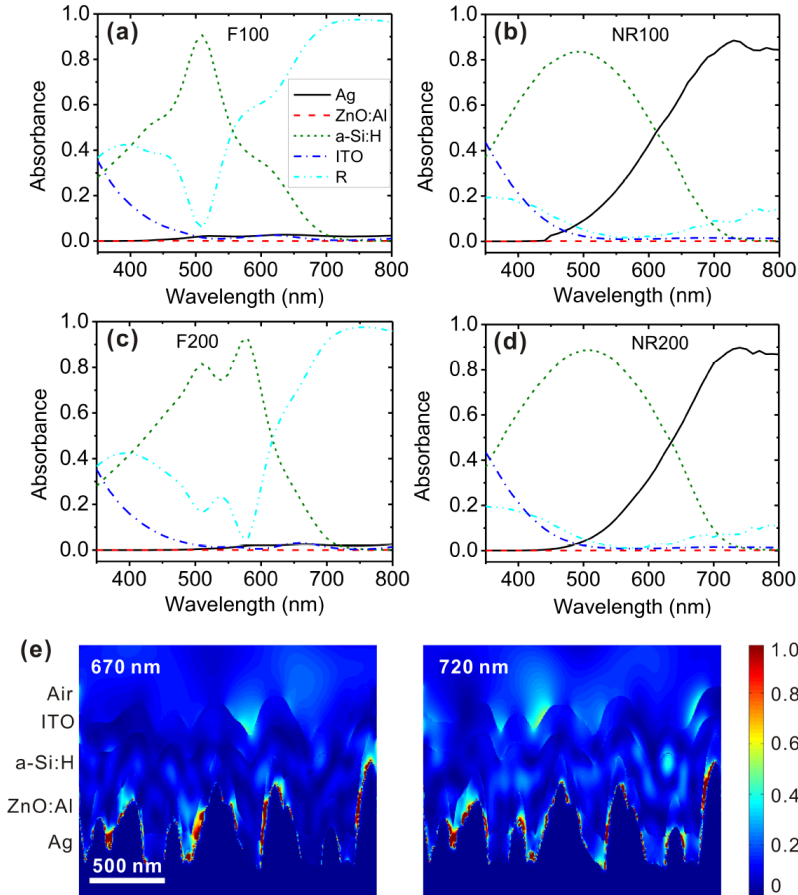 (a)
F100
Absorbance
1.0
0.8
0.6
0.4
0.2
0.0
Ag
ZnO:Al
a-Si:H
ITO
R
400
500
600
700
800
Wavelength (nm)
(b)
NR100
Absorbance
1.0
0.8
0.6
0.4
0.2
0.0
400
500
600
700
800
Wavelength (nm)
(c)
F200
Absorbance
1.0
0.8
0.6
0.4
0.2
0.0
400
500
600
700
800
Wavelength (nm)
(d)
NR200
Absorbance
1.0
0.8
0.6
0.4
0.2
0.0
400
500
600
700
800
Wavelength (nm)
(e)
670 nm
Air
ITO
a-Si:H
ZnO:Al
Ag
500 nm
720 nm
1.0
0.8
0.6
0.4
0.2
0